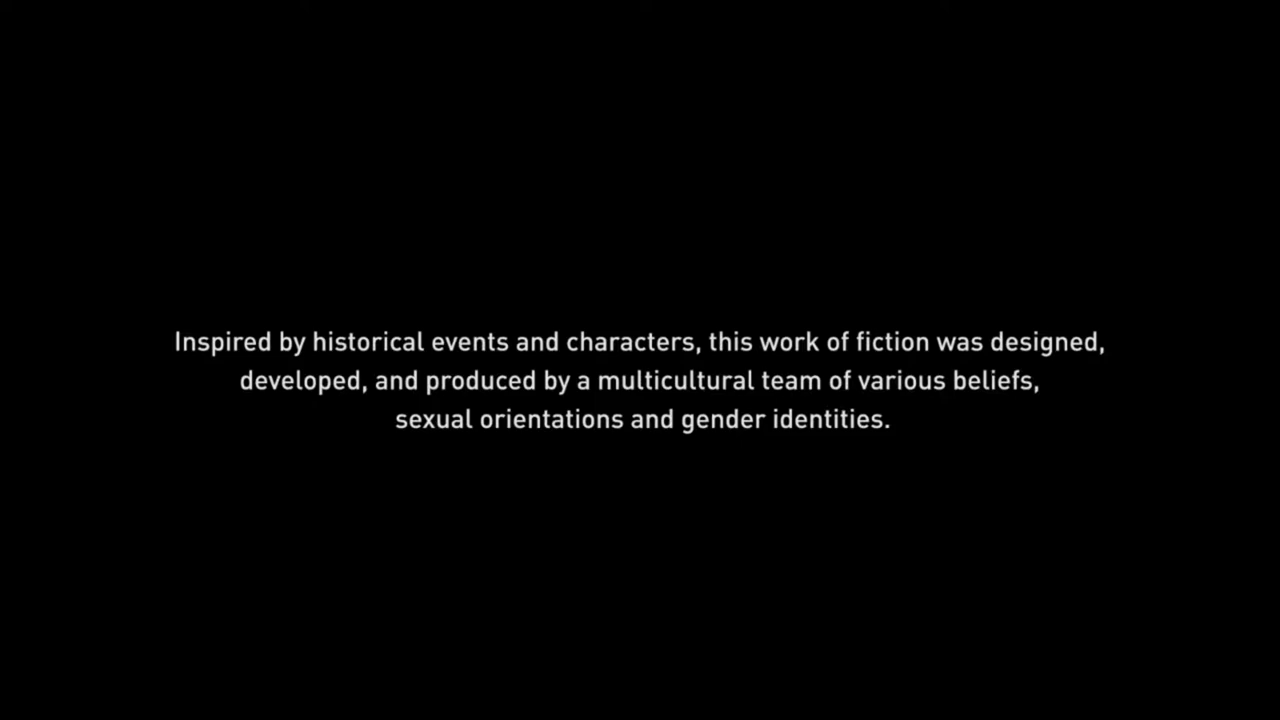 Inspired by historical events and characters, this work of fiction was designed,
developed, and produced by a multicultural team of various beliefs,
sexual orientations and gender identities.